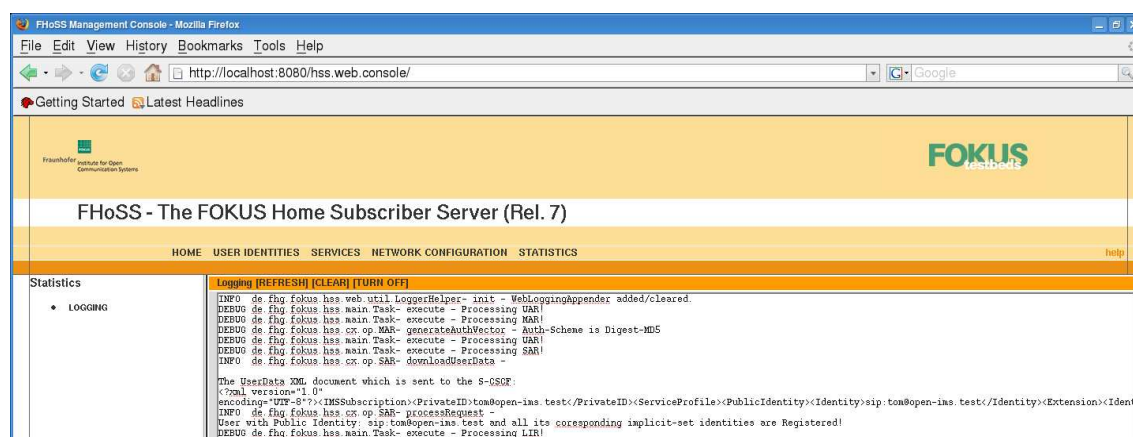 FHoSS Management Console - Mozilla Firefox
File Edit View History Bookmarks Tools Help
http://localhost:8080/hss.web.console/
Google
Getting Started Latest Headlines
Fraunhofer Institute for Open Communication Systems
FOKUS
testbeds
FHoSS - The FOKUS Home Subscriber Server (Rel. 7)
HOME USER IDENTITIES SERVICES NETWORK CONFIGURATION STATISTICS help
Statistics
LOGGING
Logging [REFRESH] [CLEAR] [TURN OFF]
INFO de.fhg.fokus.hss.web.util.LoggerHelper- init - WebLoggingAppender added/cleared.
DEBUG de.fhg.fokus.hss.main.Task- execute - Processing UAR!
DEBUG de.fhg.fokus.hss.main.Task- execute - Processing MAR!
DEBUG de.fhg.fokus.hss.cx.op.MAR- generateAuthVector - Auth-Scheme is Digest-MD5
DEBUG de.fhg.fokus.hss.main.Task- execute - Processing UAR!
DEBUG de.fhg.fokus.hss.main.Task- execute - Processing SAR!
INFO de.fhg.fokus.hss.cx.op.SAR- downloadUserData -
The UserData XML document which is sent to the S-CSCF:
<?xml version="1.0"
encoding="UTF-8"?><IMSSubscription><PrivateID>tom@open-ims.test</PrivateID><ServiceProfile><PublicIdentity><Identity>sip:tom@open-ims.test</Identity><Extension><Ident
INFO de.fhg.fokus.hss.cx.op.SAR- processRequest -
User with Public Identity: sip:tom@open-ims.test and all its coresponding implicit-set identities are Registered!
DEBUG de.fhg.fokus.hss.main.Task- execute - Processing LIR!